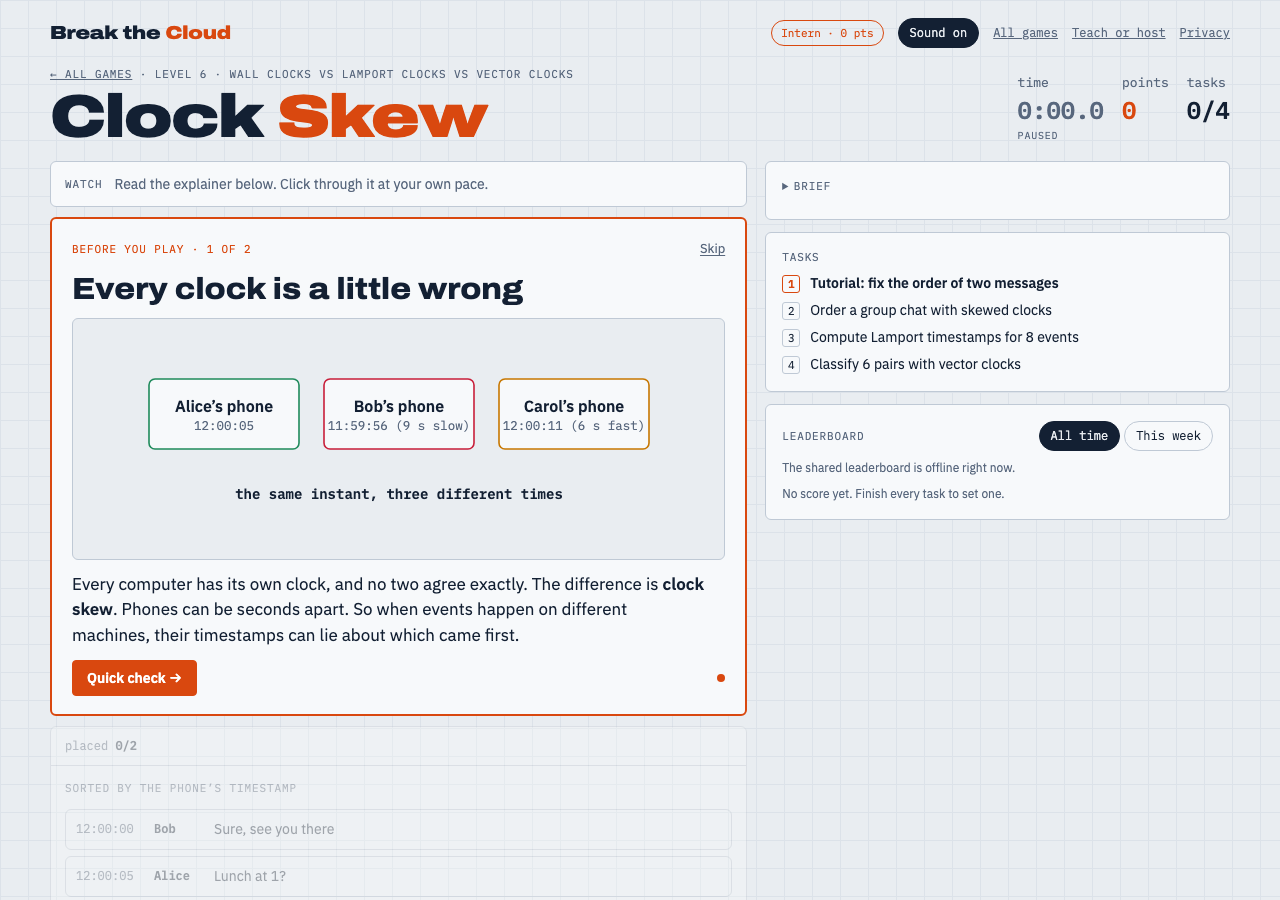 Break the Cloud
Intern · 0 pts
Sound on
All games
Teach or host
Privacy
← ALL GAMES · LEVEL 6 · WALL CLOCKS VS LAMPORT CLOCKS VS VECTOR CLOCKS
Clock Skew
time
0:00.0
PAUSED
points
0
tasks
0/4
WATCH Read the explainer below. Click through it at your own pace.
BEFORE YOU PLAY · 1 OF 2
Skip
Every clock is a little wrong
Alice’s phone
12:00:05
Bob’s phone
11:59:56 (9 s slow)
Carol’s phone
12:00:11 (6 s fast)
the same instant, three different times
Every computer has its own clock, and no two agree exactly. The difference is clock
skew. Phones can be seconds apart. So when events happen on different
machines, their timestamps can lie about which came first.
Quick check →
placed 0/2
SORTED BY THE PHONE’S TIMESTAMP
12:00:00 Bob Sure, see you there
12:00:05 Alice Lunch at 1?
▶ BRIEF
TASKS
1 Tutorial: fix the order of two messages
2 Order a group chat with skewed clocks
3 Compute Lamport timestamps for 8 events
4 Classify 6 pairs with vector clocks
LEADERBOARD
All time
This week
The shared leaderboard is offline right now.
No score yet. Finish every task to set one.